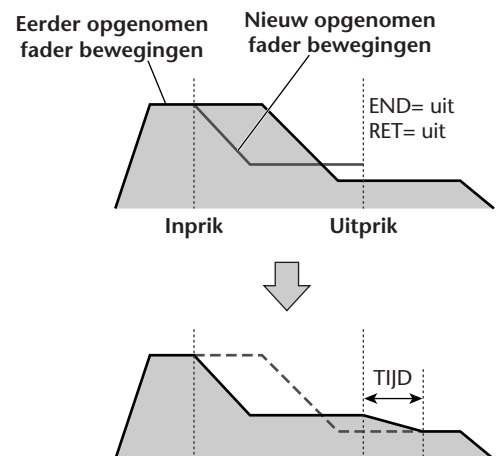 Eerder opgenomen
fader bewegingen
Nieuw opgenomen
fader bewegingen
END= uit
RET= uit
Inprik
Uitprik
TIJD